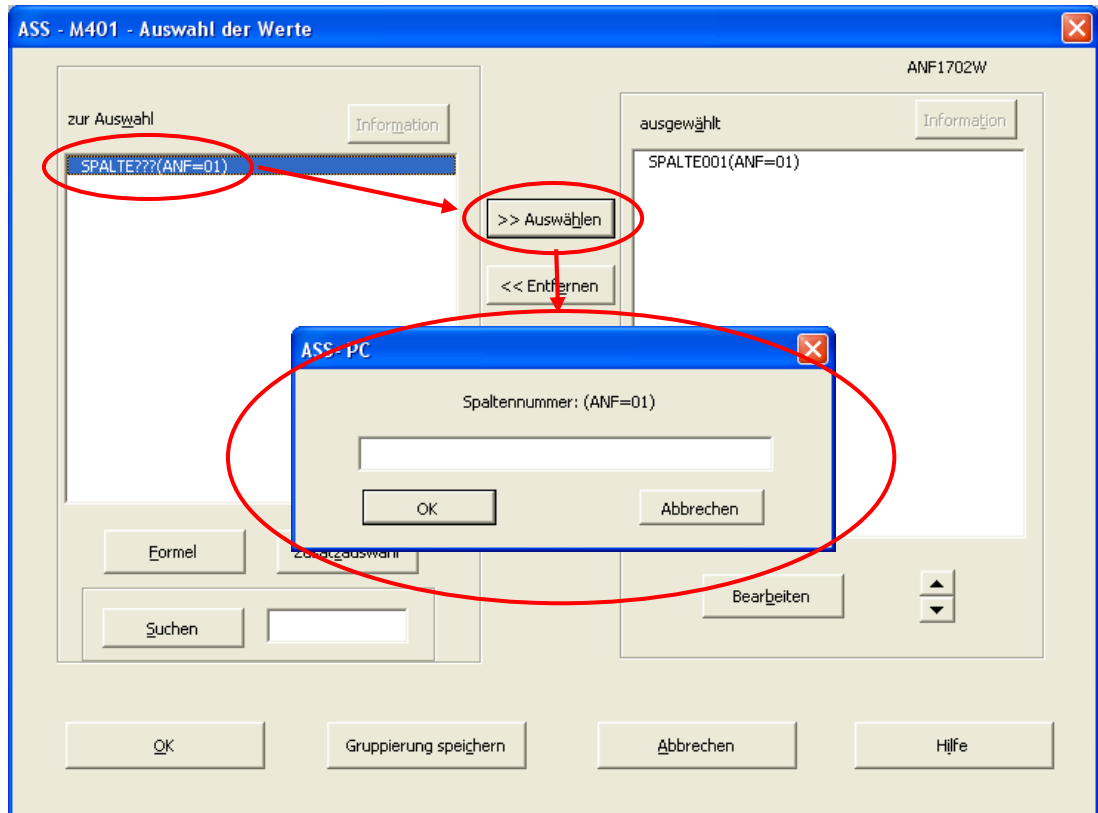 ASS - M401 - Auswahl der Werte
ANF1702W
zur Auswahl
Information
SPALTE???(ANF=01)
>> Auswählen
<< Entfernen
ausgewählt
Information
SPALTE001(ANF=01)
ASS- PC
Spaltennummer: (ANF=01)
OK
Abbrechen
Formel
Zusatzauswahl
Suchen
Bearbeiten
OK
Gruppierung speichern
Abbrechen
Hilfe